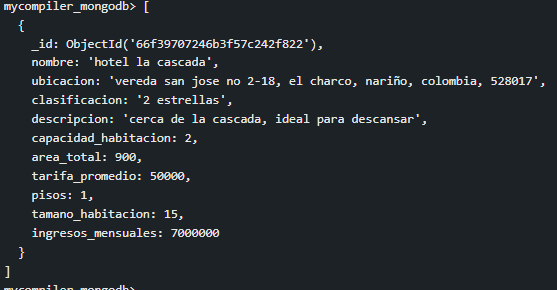 mycompiler_mongodb> [
  {
    _id: ObjectId('66f39707246b3f57c242f822'),
    nombre: 'hotel la cascada',
    ubicacion: 'vereda san jose no 2-18, el charco, nariño, colombia, 528017',
    clasificacion: '2 estrellas',
    descripcion: 'cerca de la cascada, ideal para descansar',
    capacidad_habitacion: 2,
    area_total: 900,
    tarifa_promedio: 50000,
    pisos: 1,
    tamano_habitacion: 15,
    ingresos_mensuales: 7000000
  }
]
mycompiler_mongodb>